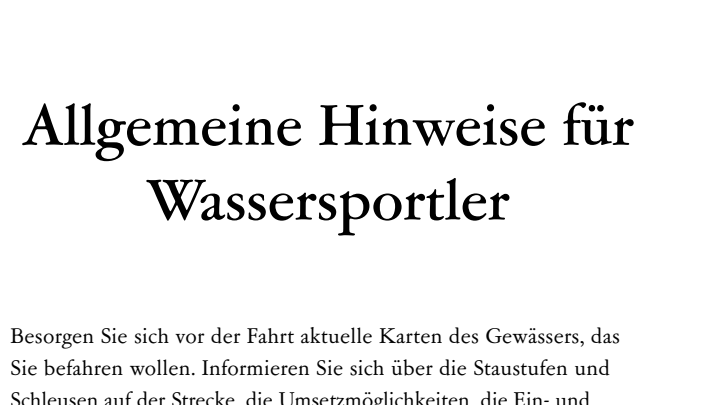 Allgemeine Hinweise für
Wassersportler
Besorgen Sie sich vor der Fahrt aktuelle Karten des Gewässers, das
Sie befahren wollen. Informieren Sie sich über die Staustufen und
Schleusen auf der Strecke, die Umsetzmöglichkeiten, die Ein- und